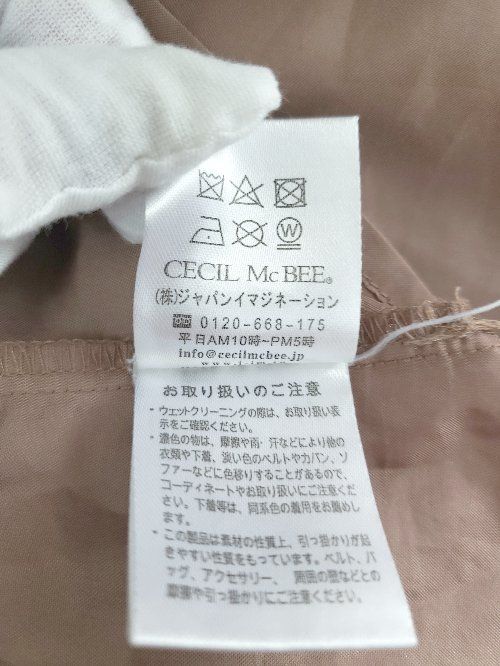 W
CECIL McBEE®
(株)ジャパンイマジネーション
0120-668-175
平日AM10時~PM5時
info@cecilmcbee.jp
お取り扱いのご注意
・ウェットクリーニングの際は、お取り扱い表
示をご確認ください。
・濃色の物は、摩擦や雨・汗などにより他の
衣類や下着、淡い色のベルトやカバン、ソ
ファーなどに色移りすることがあるので、
コーディネートやお取り扱いにご注意くださ
い。下着等は、同系色の着用をお薦めし
ます。
・この製品は素材の性質上、引っ掛かりが起
きやすい性質をもっています。ベルト、バ
ッグ、アクセサリー、 周囲の壁などとの
摩擦や引っ掛かりにご注意ください。